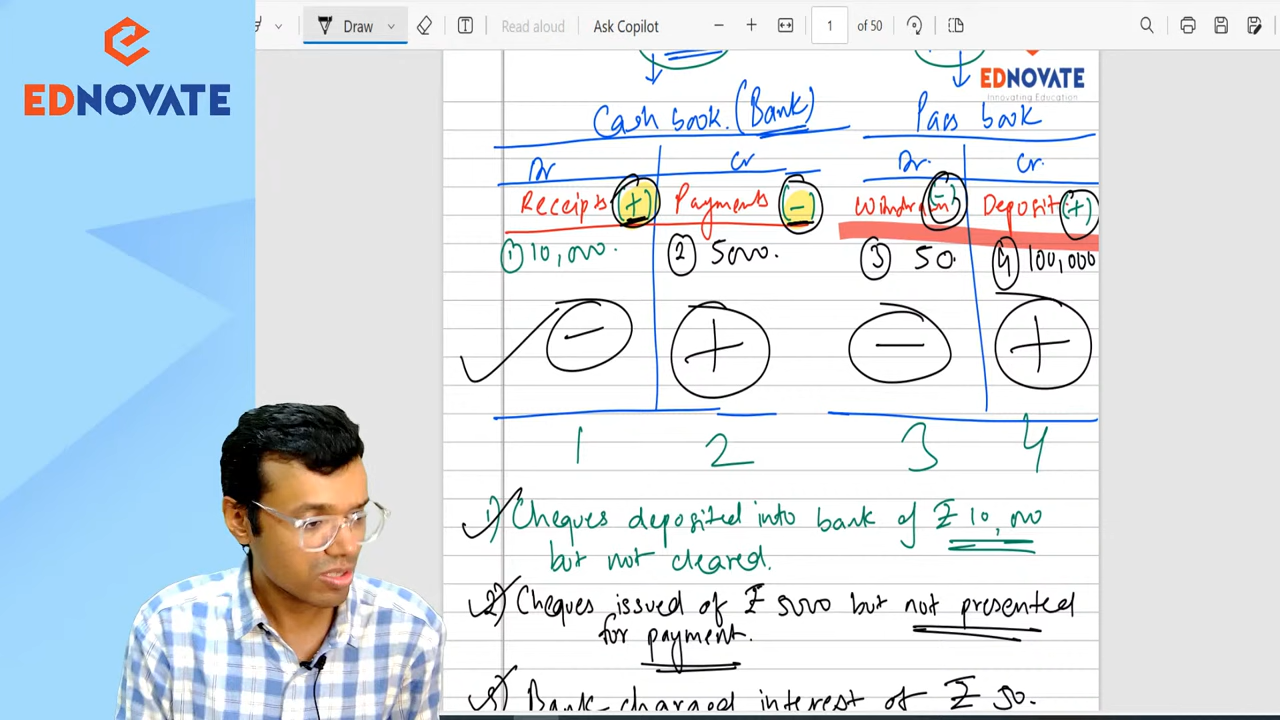 EDNOVATE
Draw
Read aloud
Ask Copilot
1
of 50
EDNOVATE
Innovating Education
Cash book. (Bank)
Pass book
Dr
Cr
Dr.
Cr.
Receipts (+)
Payments (-)
(-)
Deposit (+)
① 10,000.
② 5000.
③ 50.
④ 100,000
-
+
-
+
1
2
3
4
1) Cheques deposited into bank of ₹ 10,000
but not cleared.
2) Cheques issued of ₹ 5000 but not presented
for payment.
3) Bank charged interest of ₹ 50.